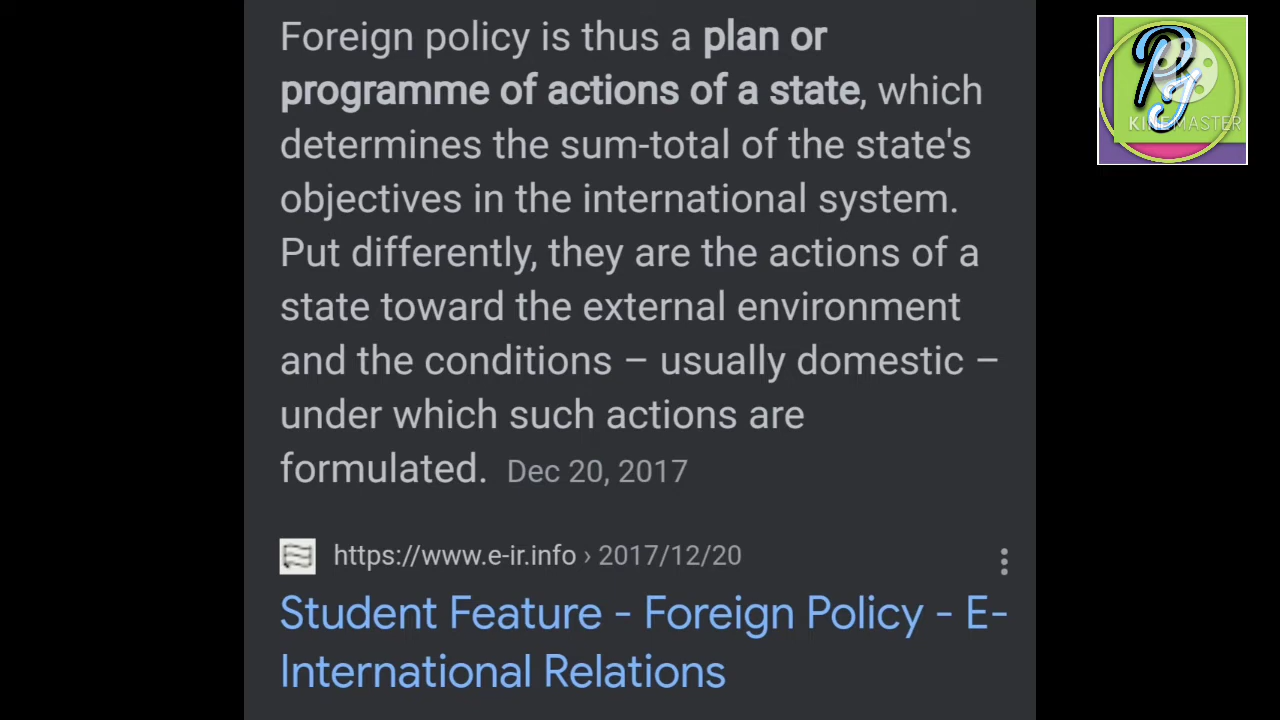 Foreign policy is thus a plan or
programme of actions of a state, which
determines the sum-total of the state's
objectives in the international system.
Put differently, they are the actions of a
state toward the external environment
and the conditions – usually domestic –
under which such actions are
formulated. Dec 20, 2017
https://www.e-ir.info › 2017/12/20
Student Feature - Foreign Policy - E-
International Relations
KINEMASTER